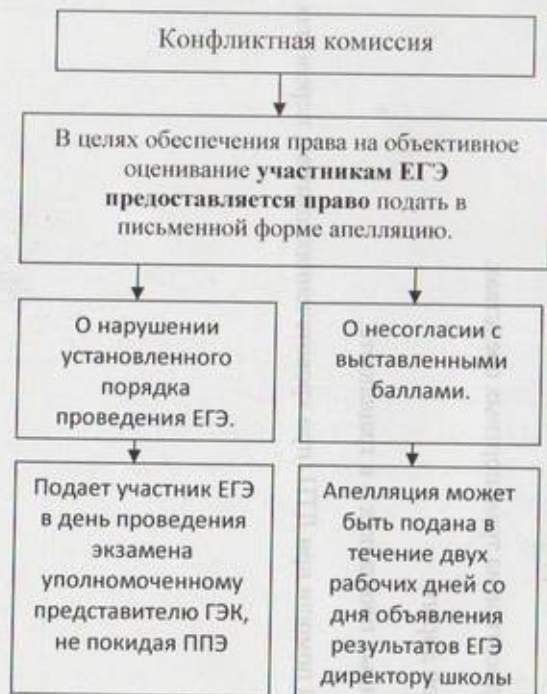 Конфликтная комиссия
В целях обеспечения права на объективное
оценивание участникам ЕГЭ
предоставляется право подать в
письменной форме апелляцию.
О нарушении
установленного
порядка
проведения ЕГЭ.
О несогласии с
выставленными
баллами.
Подает участник ЕГЭ
в день проведения
экзамена
уполномоченному
представителю ГЭК,
не покидая ППЭ
Апелляция может
быть подана в
течение двух
рабочих дней со
дня объявления
результатов ЕГЭ
директору школы